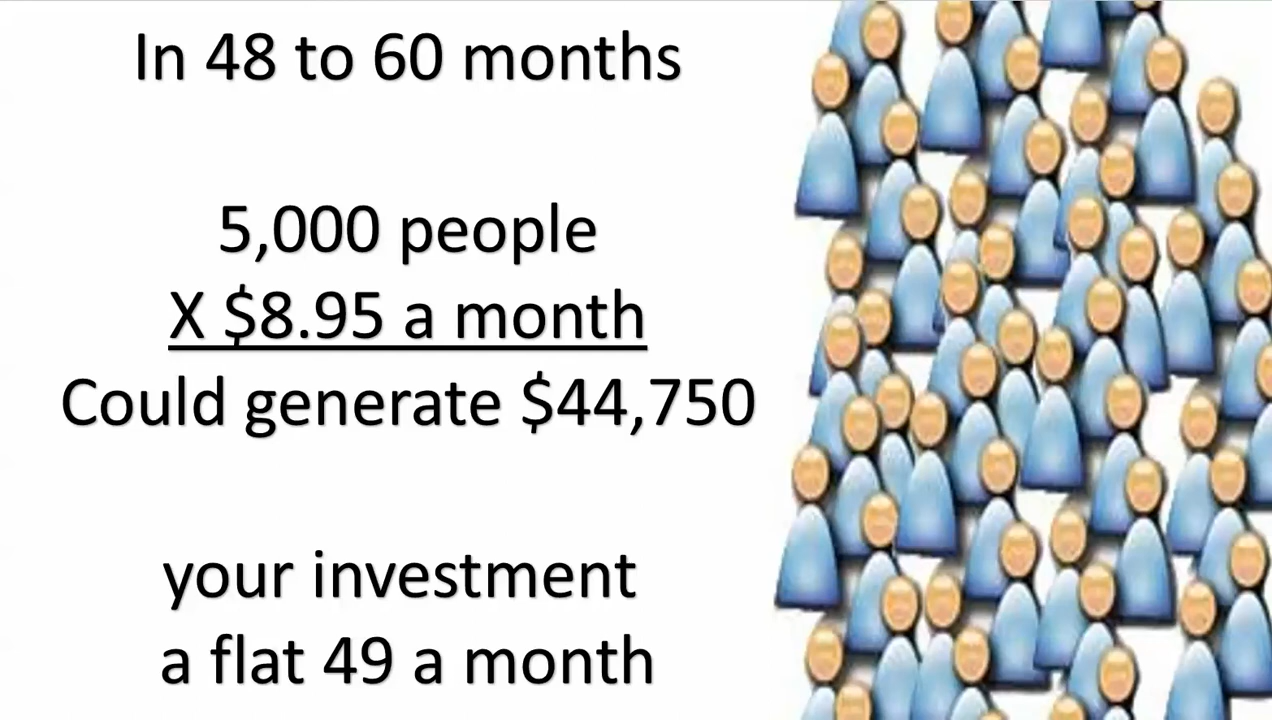 In 48 to 60 months
5,000 people
X $8.95 a month
Could generate $44,750
your investment
a flat 49 a month